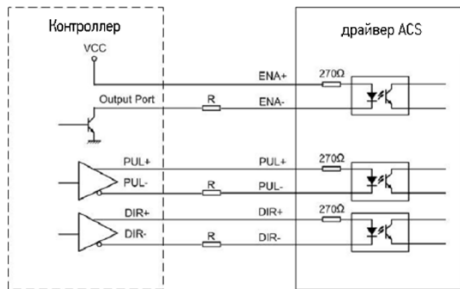 Контроллер
драйвер ACS
VCC
ENA+
270Ω
Output Port
R
ENA-
PUL+
PUL+
270Ω
PUL-
R
PUL-
DIR+
DIR+
270Ω
DIR-
R
DIR-